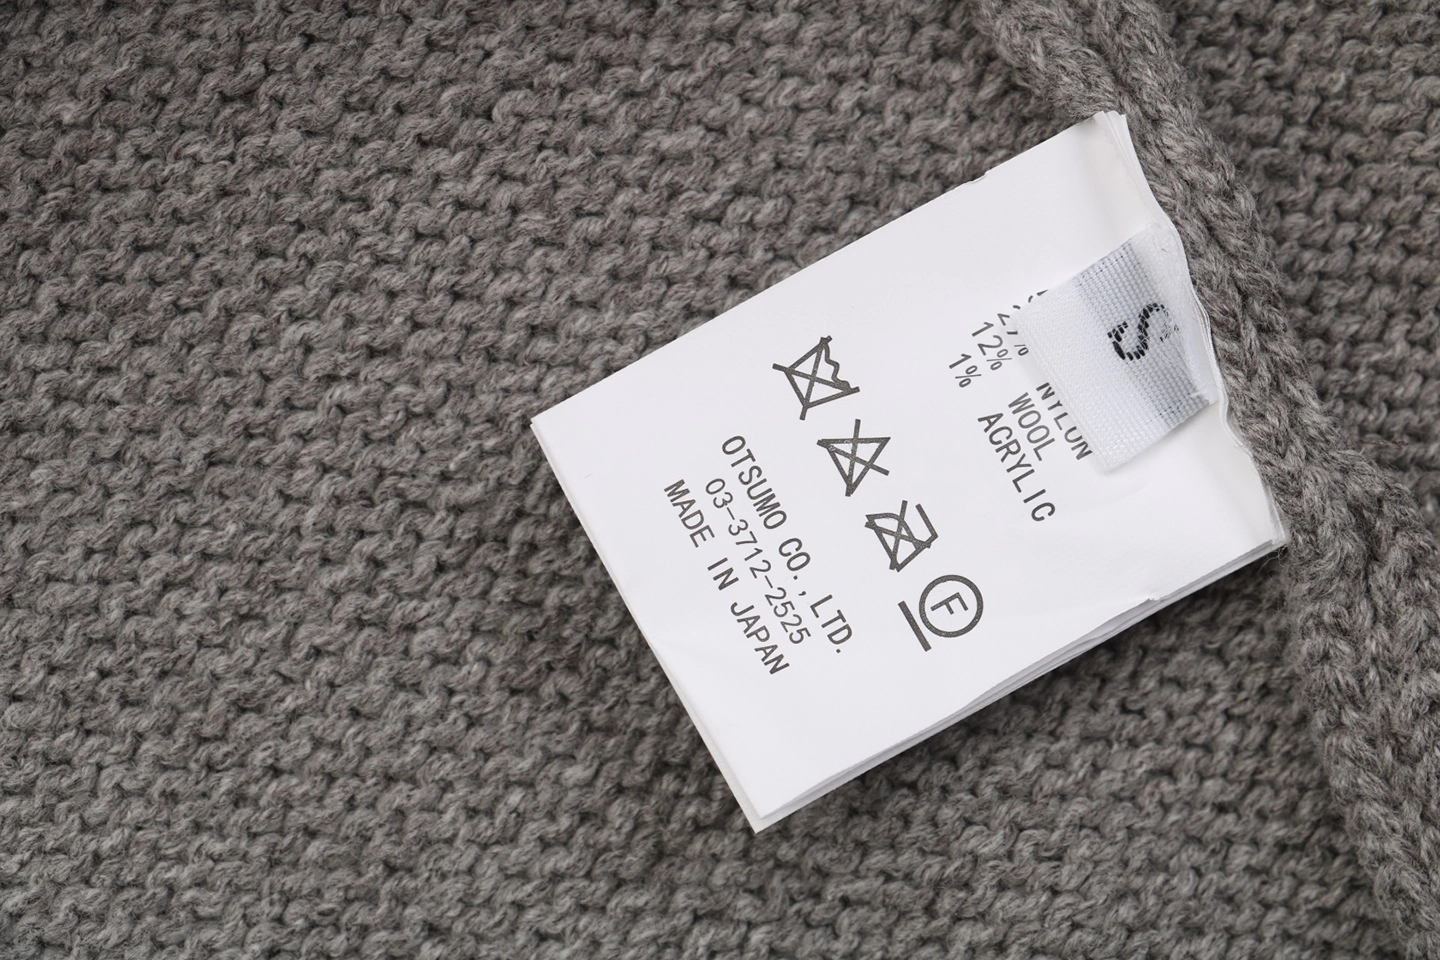 S
12% WOOL
1% ACRYLIC
F
OTSUMO CO., LTD.
03-3712-2525
MADE IN JAPAN